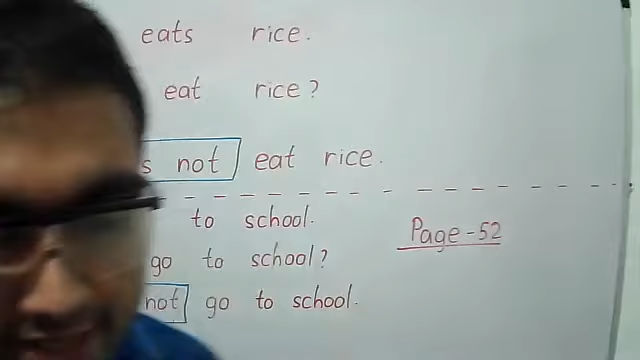 eats rice.
eat rice?
s not eat rice.
to school.
Page-52
go to school?
not go to school.